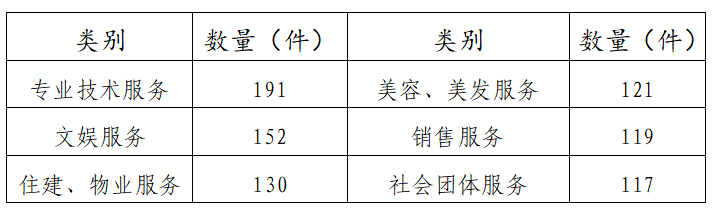 类别 数量（件） 类别 数量（件）
专业技术服务 191 美容、美发服务 121
文娱服务 152 销售服务 119
住建、物业服务 130 社会团体服务 117